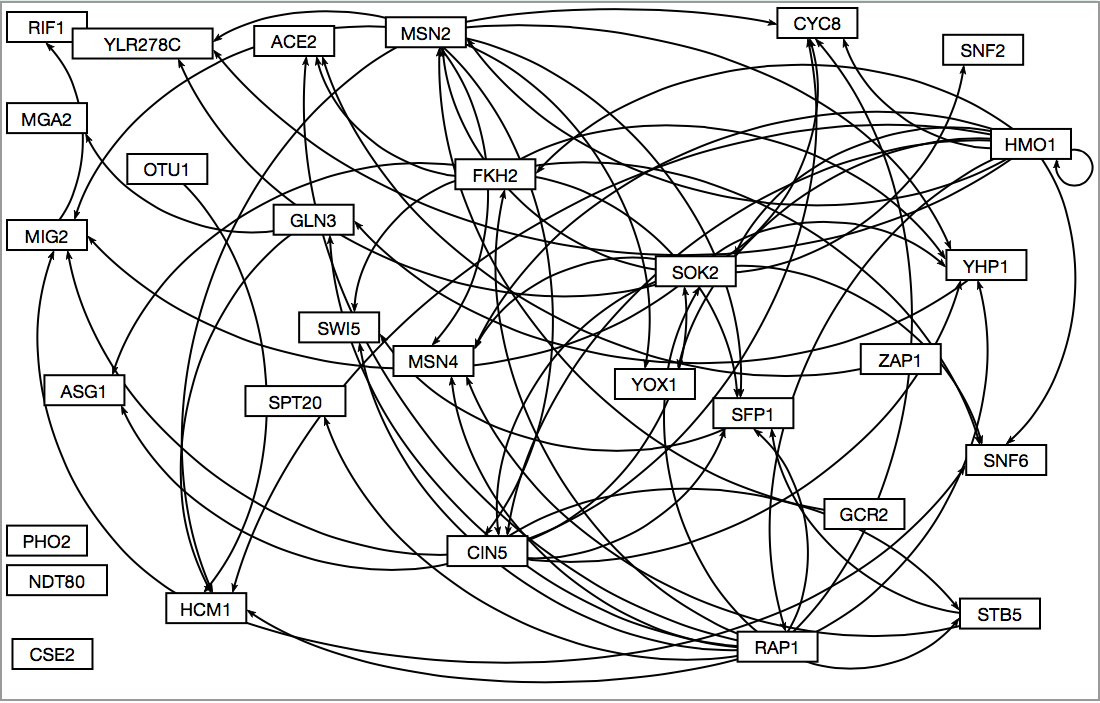 RIF1
YLR278C
ACE2
MSN2
CYC8
SNF2
MGA2
HMO1
OTU1
FKH2
GLN3
MIG2
SOK2
YHP1
SWI5
MSN4
ZAP1
YOX1
ASG1
SPT20
SFP1
SNF6
GCR2
PHO2
CIN5
NDT80
HCM1
STB5
RAP1
CSE2